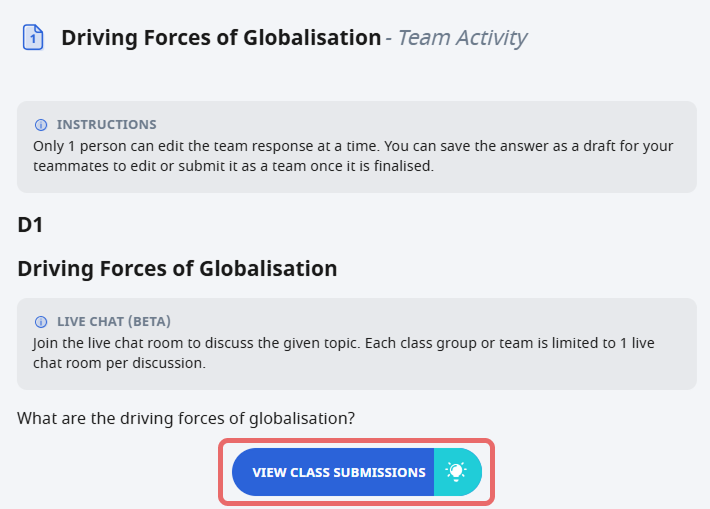 1
Driving Forces of Globalisation - Team Activity
INSTRUCTIONS
Only 1 person can edit the team response at a time. You can save the answer as a draft for your
teammates to edit or submit it as a team once it is finalised.
D1
Driving Forces of Globalisation
LIVE CHAT (BETA)
Join the live chat room to discuss the given topic. Each class group or team is limited to 1 live
chat room per discussion.
What are the driving forces of globalisation?
VIEW CLASS SUBMISSIONS